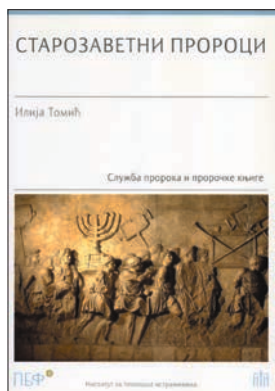 СТАРОЗАВЕТНИ ПРОРОЦИ
Илија Томић
Служба пророка и пророчке књиге
ПБФ
Институт за теолошка истраживања